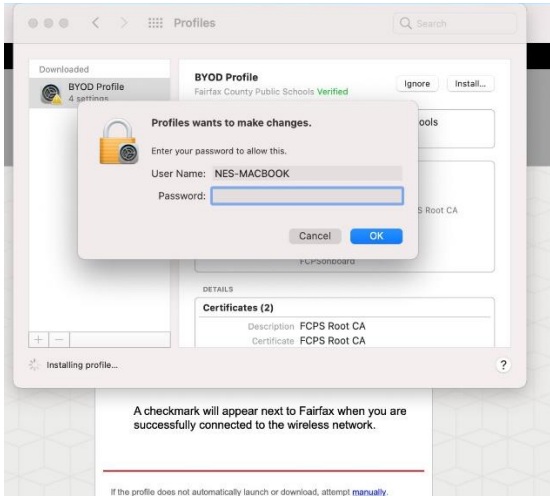 Profiles
Search
Downloaded
BYOD Profile
4 settings
BYOD Profile
Fairfax County Public Schools Verified
Ignore
Install...
ools
Profiles wants to make changes.
Enter your password to allow this.
User Name: NES-MACBOOK
Password:
S Root CA
Cancel
OK
FCPSonboard
DETAILS
Certificates (2)
Description FCPS Root CA
Certificate FCPS Root CA
+ −
Installing profile...
?
A checkmark will appear next to Fairfax when you are
successfully connected to the wireless network.
If the profile does not automatically launch or download, attempt manually.